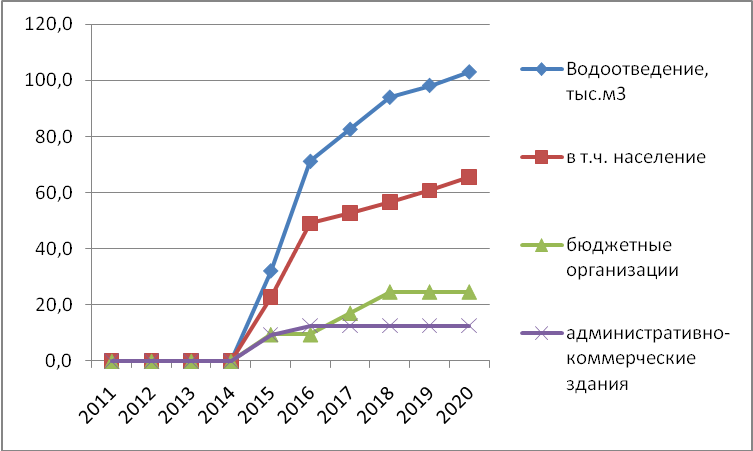 120,0
100,0
80,0
60,0
40,0
20,0
0,0
2011
2012
2013
2014
2015
2016
2017
2018
2019
2020
Водоотведение,
тыс.м3
в т.ч. население
бюджетные
организации
административно-
коммерческие
здания